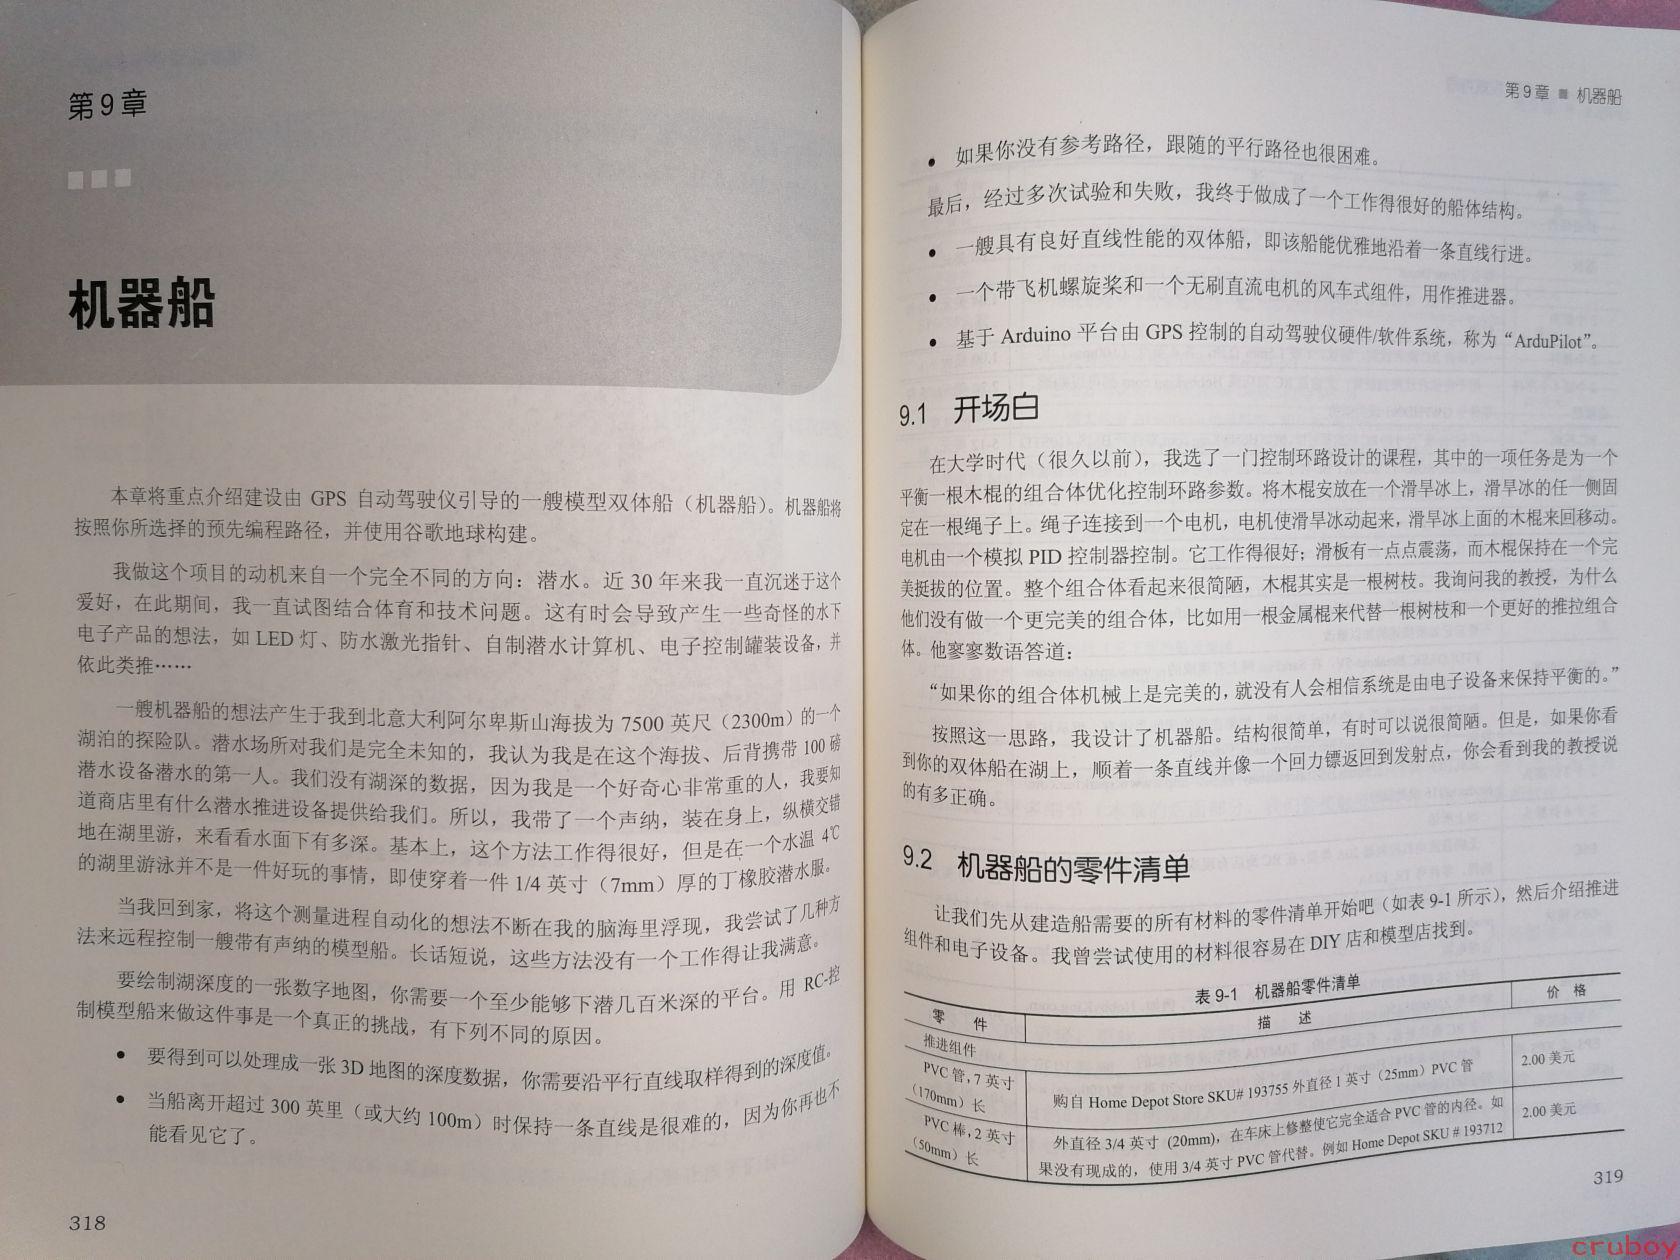 第9章
机器船
本章将重点介绍建设由 GPS 自动驾驶仪引导的一艘模型双体船（机器船）。机器船将
按照你所选择的预先编程路径，并使用谷歌地球构建。
我做这个项目的动机来自一个完全不同的方向：潜水。近 30 年来我一直沉迷于这个
爱好，在此期间，我一直试图结合体育和技术问题。这有时会导致产生一些奇怪的水下
电子产品的想法，如 LED 灯、防水激光指针、自制潜水计算机、电子控制罐装设备，并
依此类推……
一艘机器船的想法产生于我到北意大利阿尔卑斯山海拔为 7500 英尺（2300m）的一个
湖泊的探险队。潜水场所对我们是完全未知的，我认为我是在这个海拔、后背携带 100 磅
潜水设备潜水的第一人。我们没有湖深的数据，因为我是一个好奇心非常重的人，我要知
道商店里有什么潜水推进设备提供给我们。所以，我带了一个声纳，装在身上，纵横交错
地在湖里游，来看看水面下有多深。基本上，这个方法工作得很好，但是在一个水温 4℃
的湖里游泳并不是一件好玩的事情，即使穿着一件 1/4 英寸（7mm）厚的丁橡胶潜水服。
当我回到家，将这个测量进程自动化的想法不断在我的脑海里浮现，我尝试了几种方
法来远程控制一艘带有声纳的模型船。长话短说，这些方法没有一个工作得让我满意。
要绘制湖深度的一张数字地图，你需要一个至少能够下潜几百米深的平台。用 RC-控
制模型船来做这件事是一个真正的挑战，有下列不同的原因。
● 要得到可以处理成一张 3D 地图的深度数据，你需要沿平行直线取样得到的深度值。
● 当船离开超过 300 英里（或大约 100m）时保持一条直线是很难的，因为你再也不
能看见它了。
318
第9章 ■ 机器船
● 如果你没有参考路径，跟随的平行路径也很困难。
最后，经过多次试验和失败，我终于做成了一个工作得很好的船体结构。
● 一艘具有良好直线性能的双体船，即该船能优雅地沿着一条直线行进。
● 一个带飞机螺旋桨和一个无刷直流电机的风车式组件，用作推进器。
● 基于 Arduino 平台由 GPS 控制的自动驾驶仪硬件/软件系统，称为“ArduPilot”。
9.1 开场白
在大学时代（很久以前），我选了一门控制环路设计的课程，其中的一项任务是为一个
平衡一根木棍的组合体优化控制环路参数。将木棍安放在一个滑旱冰上，滑旱冰的任一侧固
定在一根绳子上。绳子连接到一个电机，电机使滑旱冰动起来，滑旱冰上面的木棍来回移动。
电机由一个模拟 PID 控制器控制。它工作得很好；滑板有一点点震荡，而木棍保持在一个完
美挺拔的位置。整个组合体看起来很简陋，木棍其实是一根树枝。我询问我的教授，为什么
他们没有做一个更完美的组合体，比如用一根金属棍来代替一根树枝和一个更好的推拉组合
体。他寥寥数语答道：
“如果你的组合体机械上是完美的，就没有人会相信系统是由电子设备来保持平衡的。”
按照这一思路，我设计了机器船。结构很简单，有时可以说很简陋。但是，如果你看
到你的双体船在湖上，顺着一条直线并像一个回力镖返回到发射点，你会看到我的教授说
的有多正确。
9.2 机器船的零件清单
让我们先从建造船需要的所有材料的零件清单开始吧（如表 9-1 所示），然后介绍推进
组件和电子设备。我曾尝试使用的材料很容易在 DIY 店和模型店找到。
表 9-1 机器船零件清单
零 件 描 述 价 格
推进组件
PVC 管，7 英寸
（170mm）长
购自 Home Depot Store SKU# 193755 外直径 1 英寸（25mm）PVC 管
2.00 美元
PVC 棒，2 英寸
（50mm）长
外直径 3/4 英寸 (20mm)，在车床上修整使它完全适合 PVC 管的内径。如
果没有现成的，使用 3/4 英寸 PVC 管代替。例如 Home Depot SKU # 193712
2.00 美元
319
cruboy